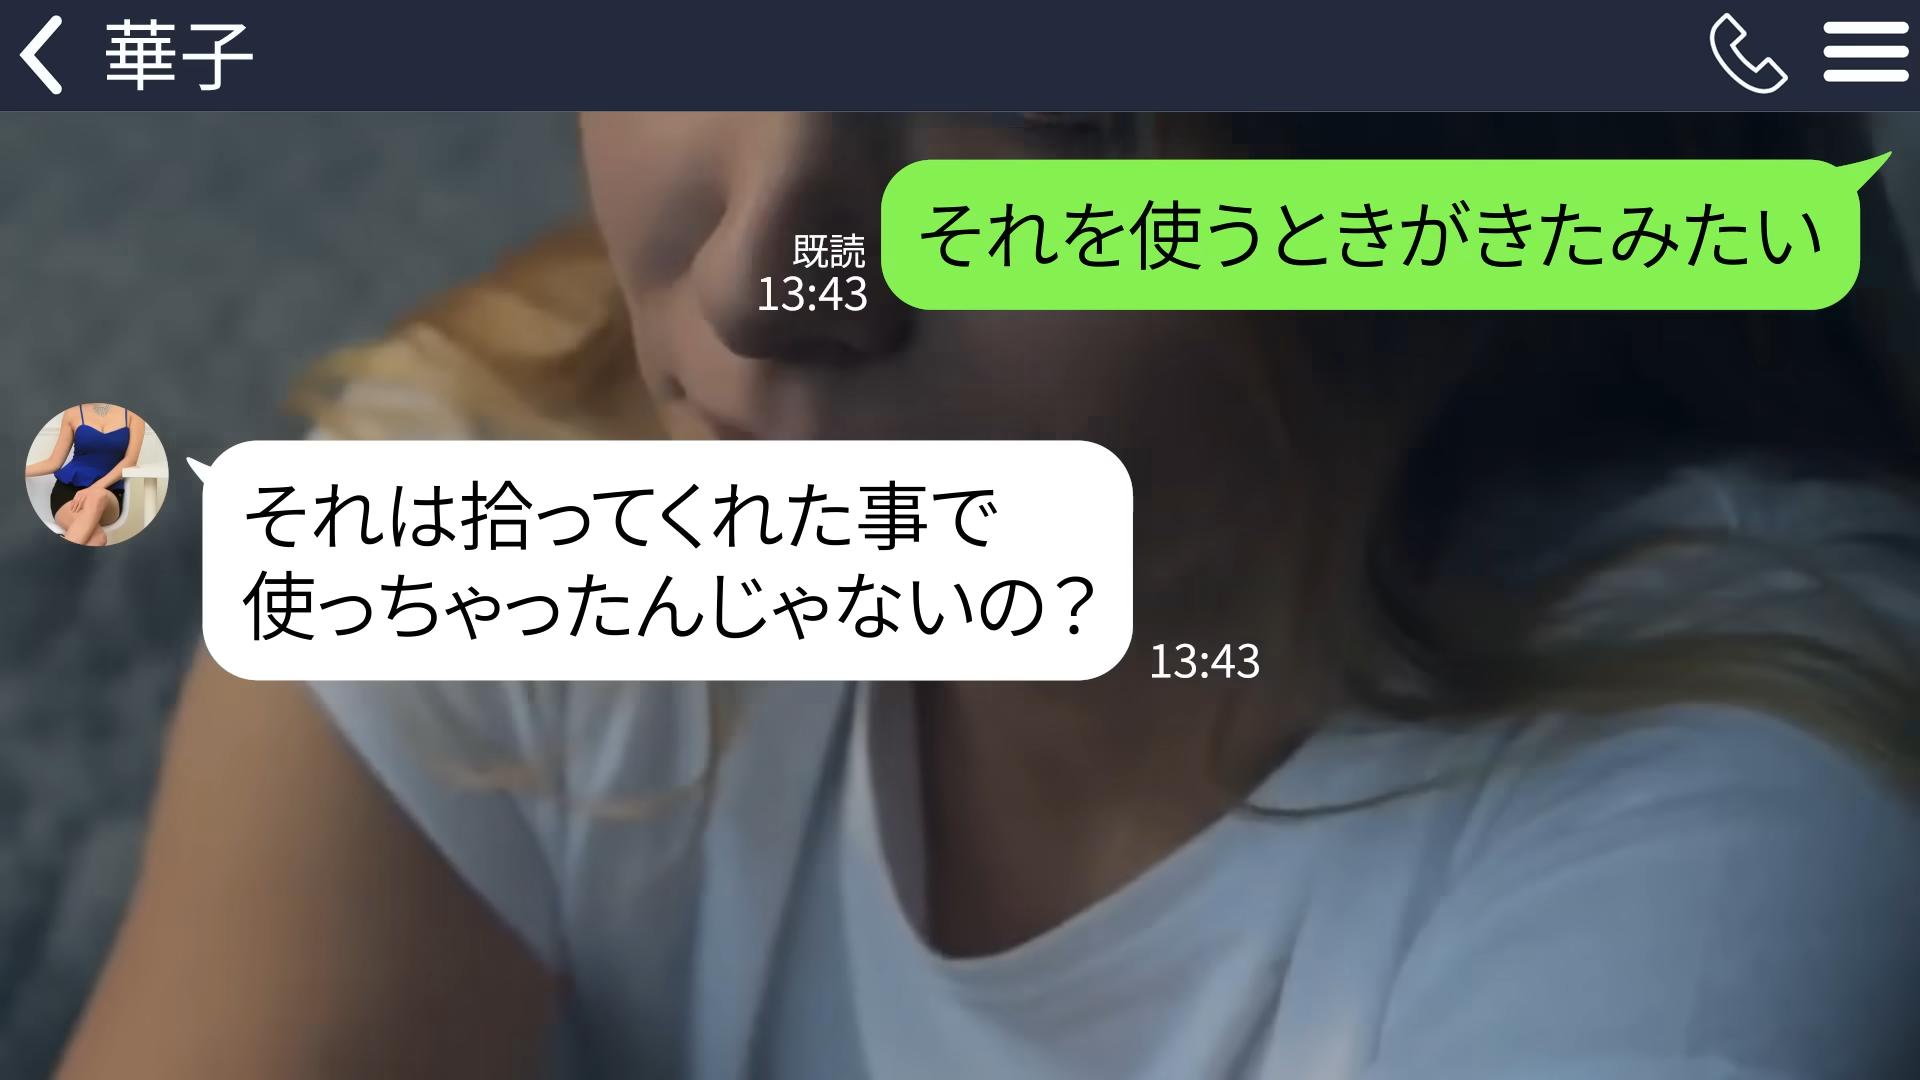 華子
それを使うときがきたみたい
既読
13:43
それは拾ってくれた事で
使っちゃったんじゃないの？
13:43